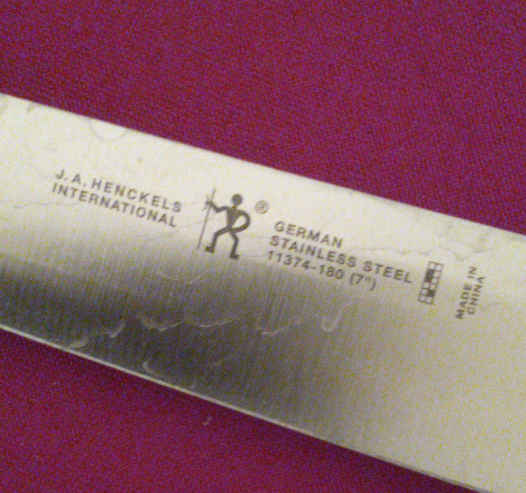 J.A. HENCKELS
INTERNATIONAL
®
GERMAN
STAINLESS STEEL
11374-180 (7")
MADE IN
CHINA